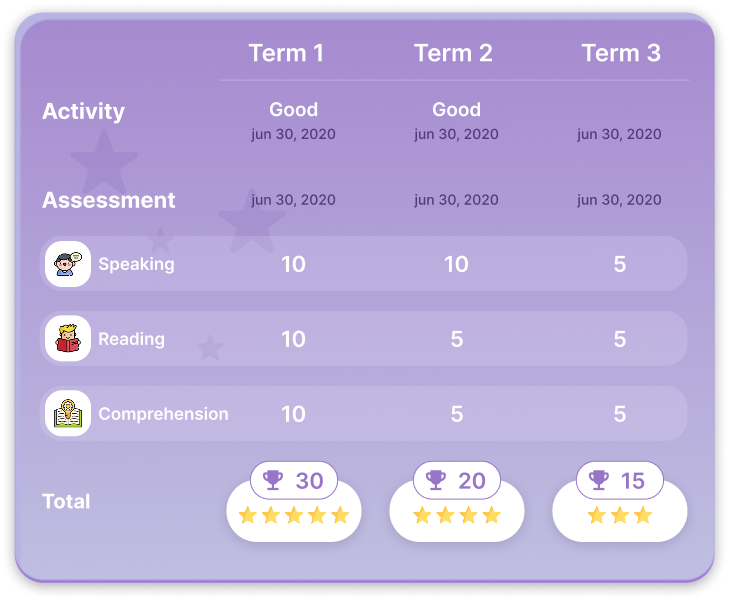 Term 1 Term 2 Term 3
Activity Good Good
jun 30, 2020 jun 30, 2020 jun 30, 2020
Assessment jun 30, 2020 jun 30, 2020 jun 30, 2020
Speaking 10 10 5
Reading 10 5 5
Comprehension 10 5 5
Total 30 20 15